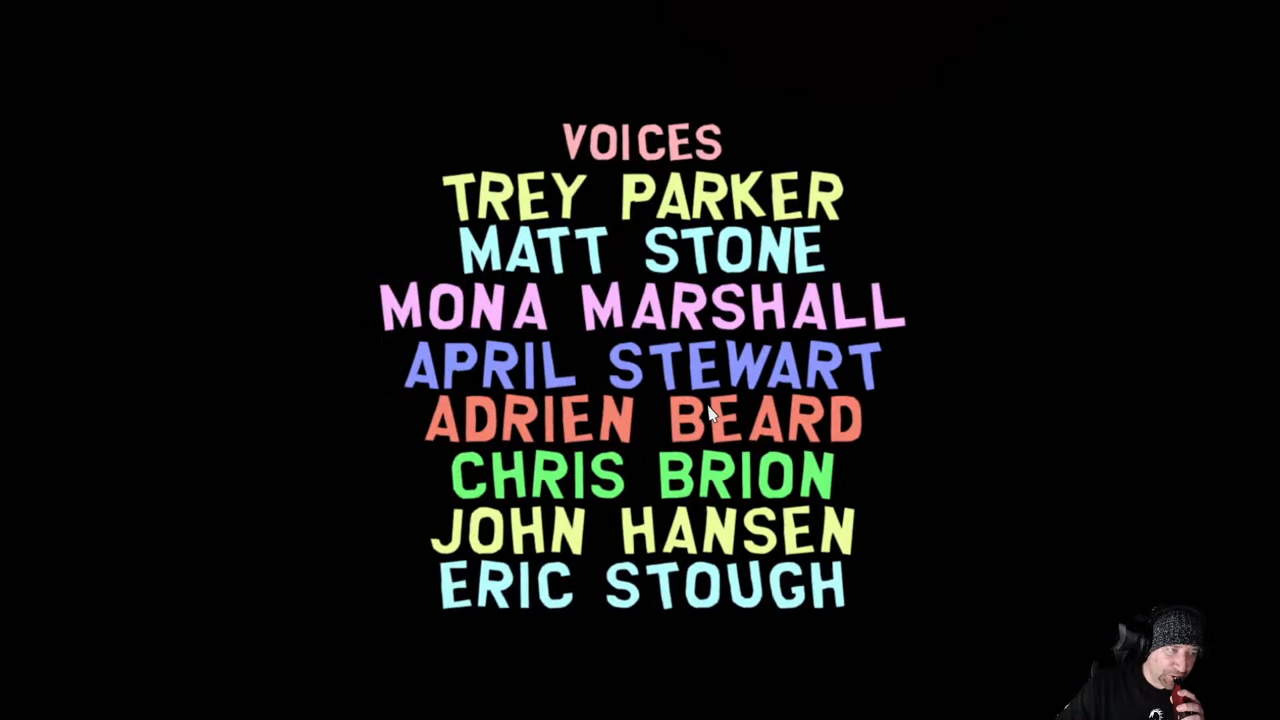 VOICES
TREY PARKER
MATT STONE
MONA MARSHALL
APRIL STEWART
ADRIEN BEARD
CHRIS BRION
JOHN HANSEN
ERIC STOUGH